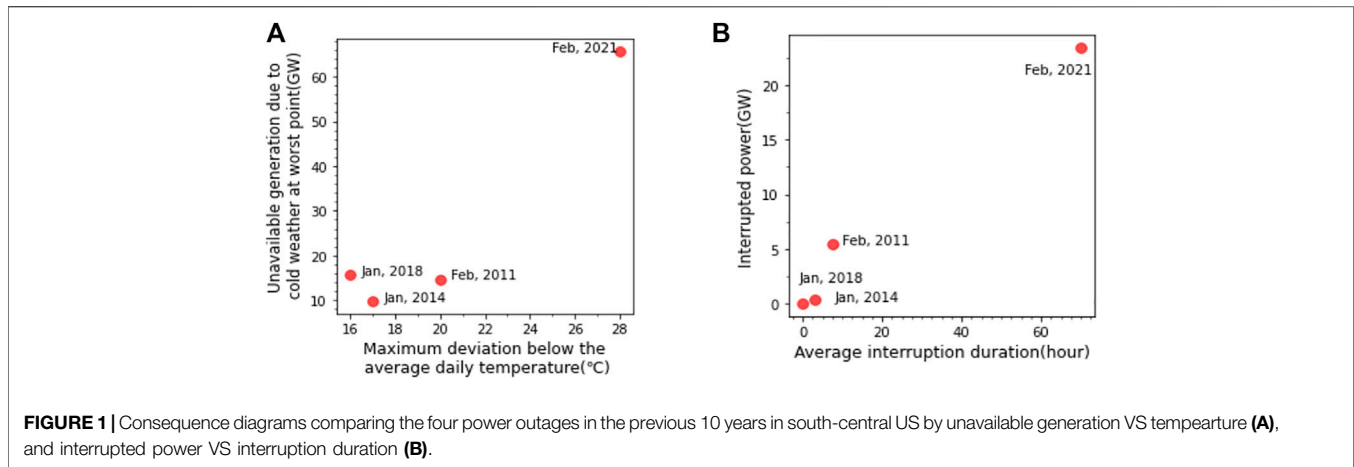 A
Unavailable generation due to
cold weather at worst point(GW)
60
50
40
30
20
10
Feb, 2021
Jan, 2018
Feb, 2011
Jan, 2014
16 18 20 22 24 26 28
Maximum deviation below the
average daily temperature(°C)
B
Interrupted power(GW)
20
15
10
5
0
Feb, 2021
Feb, 2011
Jan, 2018
Jan, 2014
0 20 40 60
Average interruption duration(hour)
FIGURE 1 | Consequence diagrams comparing the four power outages in the previous 10 years in south-central US by unavailable generation VS tempearture (A),
and interrupted power VS interruption duration (B).